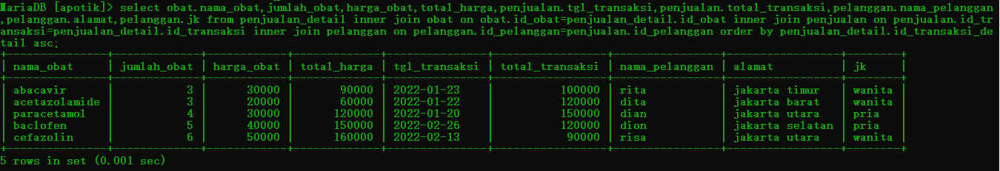 MariaDB [apotik]> select obat.nama_obat,jumlah_obat,harga_obat,total_harga,penjualan.tgl_transaksi,penjualan.total_transaksi,pelanggan.nama_pelanggan
,pelanggan.alamat,pelanggan.jk from penjualan_detail inner join obat on obat.id_obat=penjualan_detail.id_obat inner join penjualan on penjualan.id_tr
ansaksi=penjualan_detail.id_transaksi inner join pelanggan on pelanggan.id_pelanggan=penjualan.id_pelanggan order by penjualan_detail.id_transaksi_de
tail asc;
+--------------+-------------+------------+-------------+---------------+-----------------+----------------+-----------------+--------+
| nama_obat    | jumlah_obat | harga_obat | total_harga | tgl_transaksi | total_transaksi | nama_pelanggan | alamat          | jk     |
+--------------+-------------+------------+-------------+---------------+-----------------+----------------+-----------------+--------+
| abacavir     |           3 |      30000 |       90000 | 2022-01-23    |          100000 | rita           | jakarta timur   | wanita |
| acetazolamide |           3 |      20000 |       60000 | 2022-01-22    |          120000 | dita           | jakarta barat   | wanita |
| paracetamol  |           4 |      30000 |      120000 | 2022-01-20    |          150000 | dian           | jakarta utara   | pria   |
| baclofen     |           5 |      40000 |      150000 | 2022-02-26    |          120000 | dion           | jakarta selatan | pria   |
| cefazolin    |           6 |      50000 |      160000 | 2022-02-13    |           90000 | risa           | jakarta utara   | wanita |
+--------------+-------------+------------+-------------+---------------+-----------------+----------------+-----------------+--------+
5 rows in set (0.001 sec)